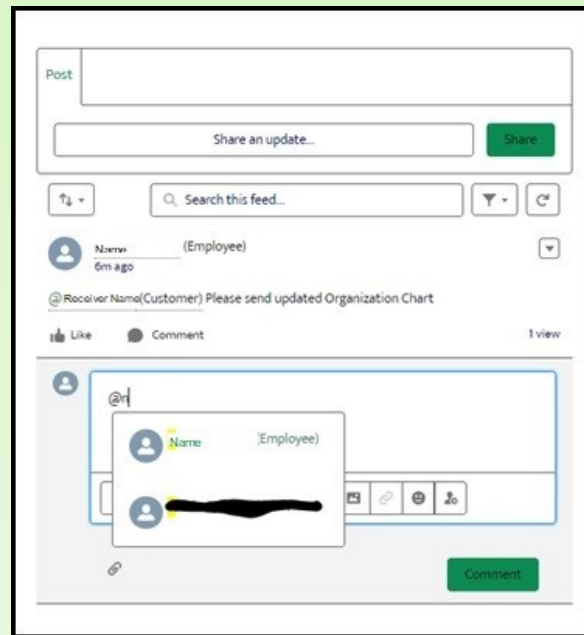 Post
Share an update...
Share
Search this feed...
Name (Employee)
6m ago
@Receiver Name(Customer) Please send updated Organization Chart
Like Comment 1 view
@n
Name (Employee)
Comment